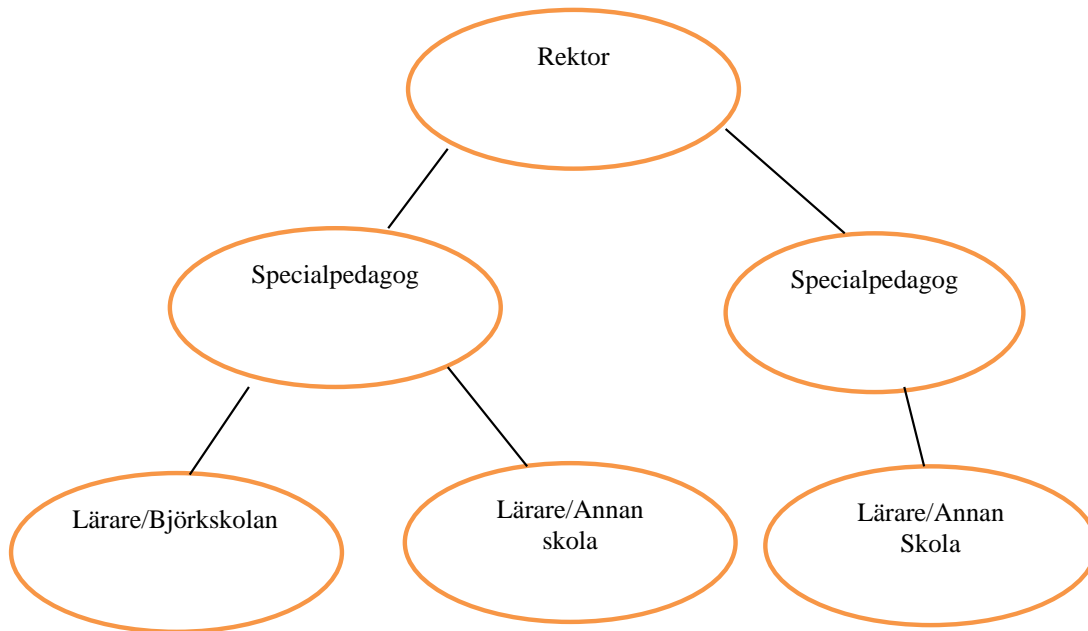 Rektor
Specialpedagog
Specialpedagog
Lärare/Björkskolan
Lärare/Annan
skola
Lärare/Annan
Skola